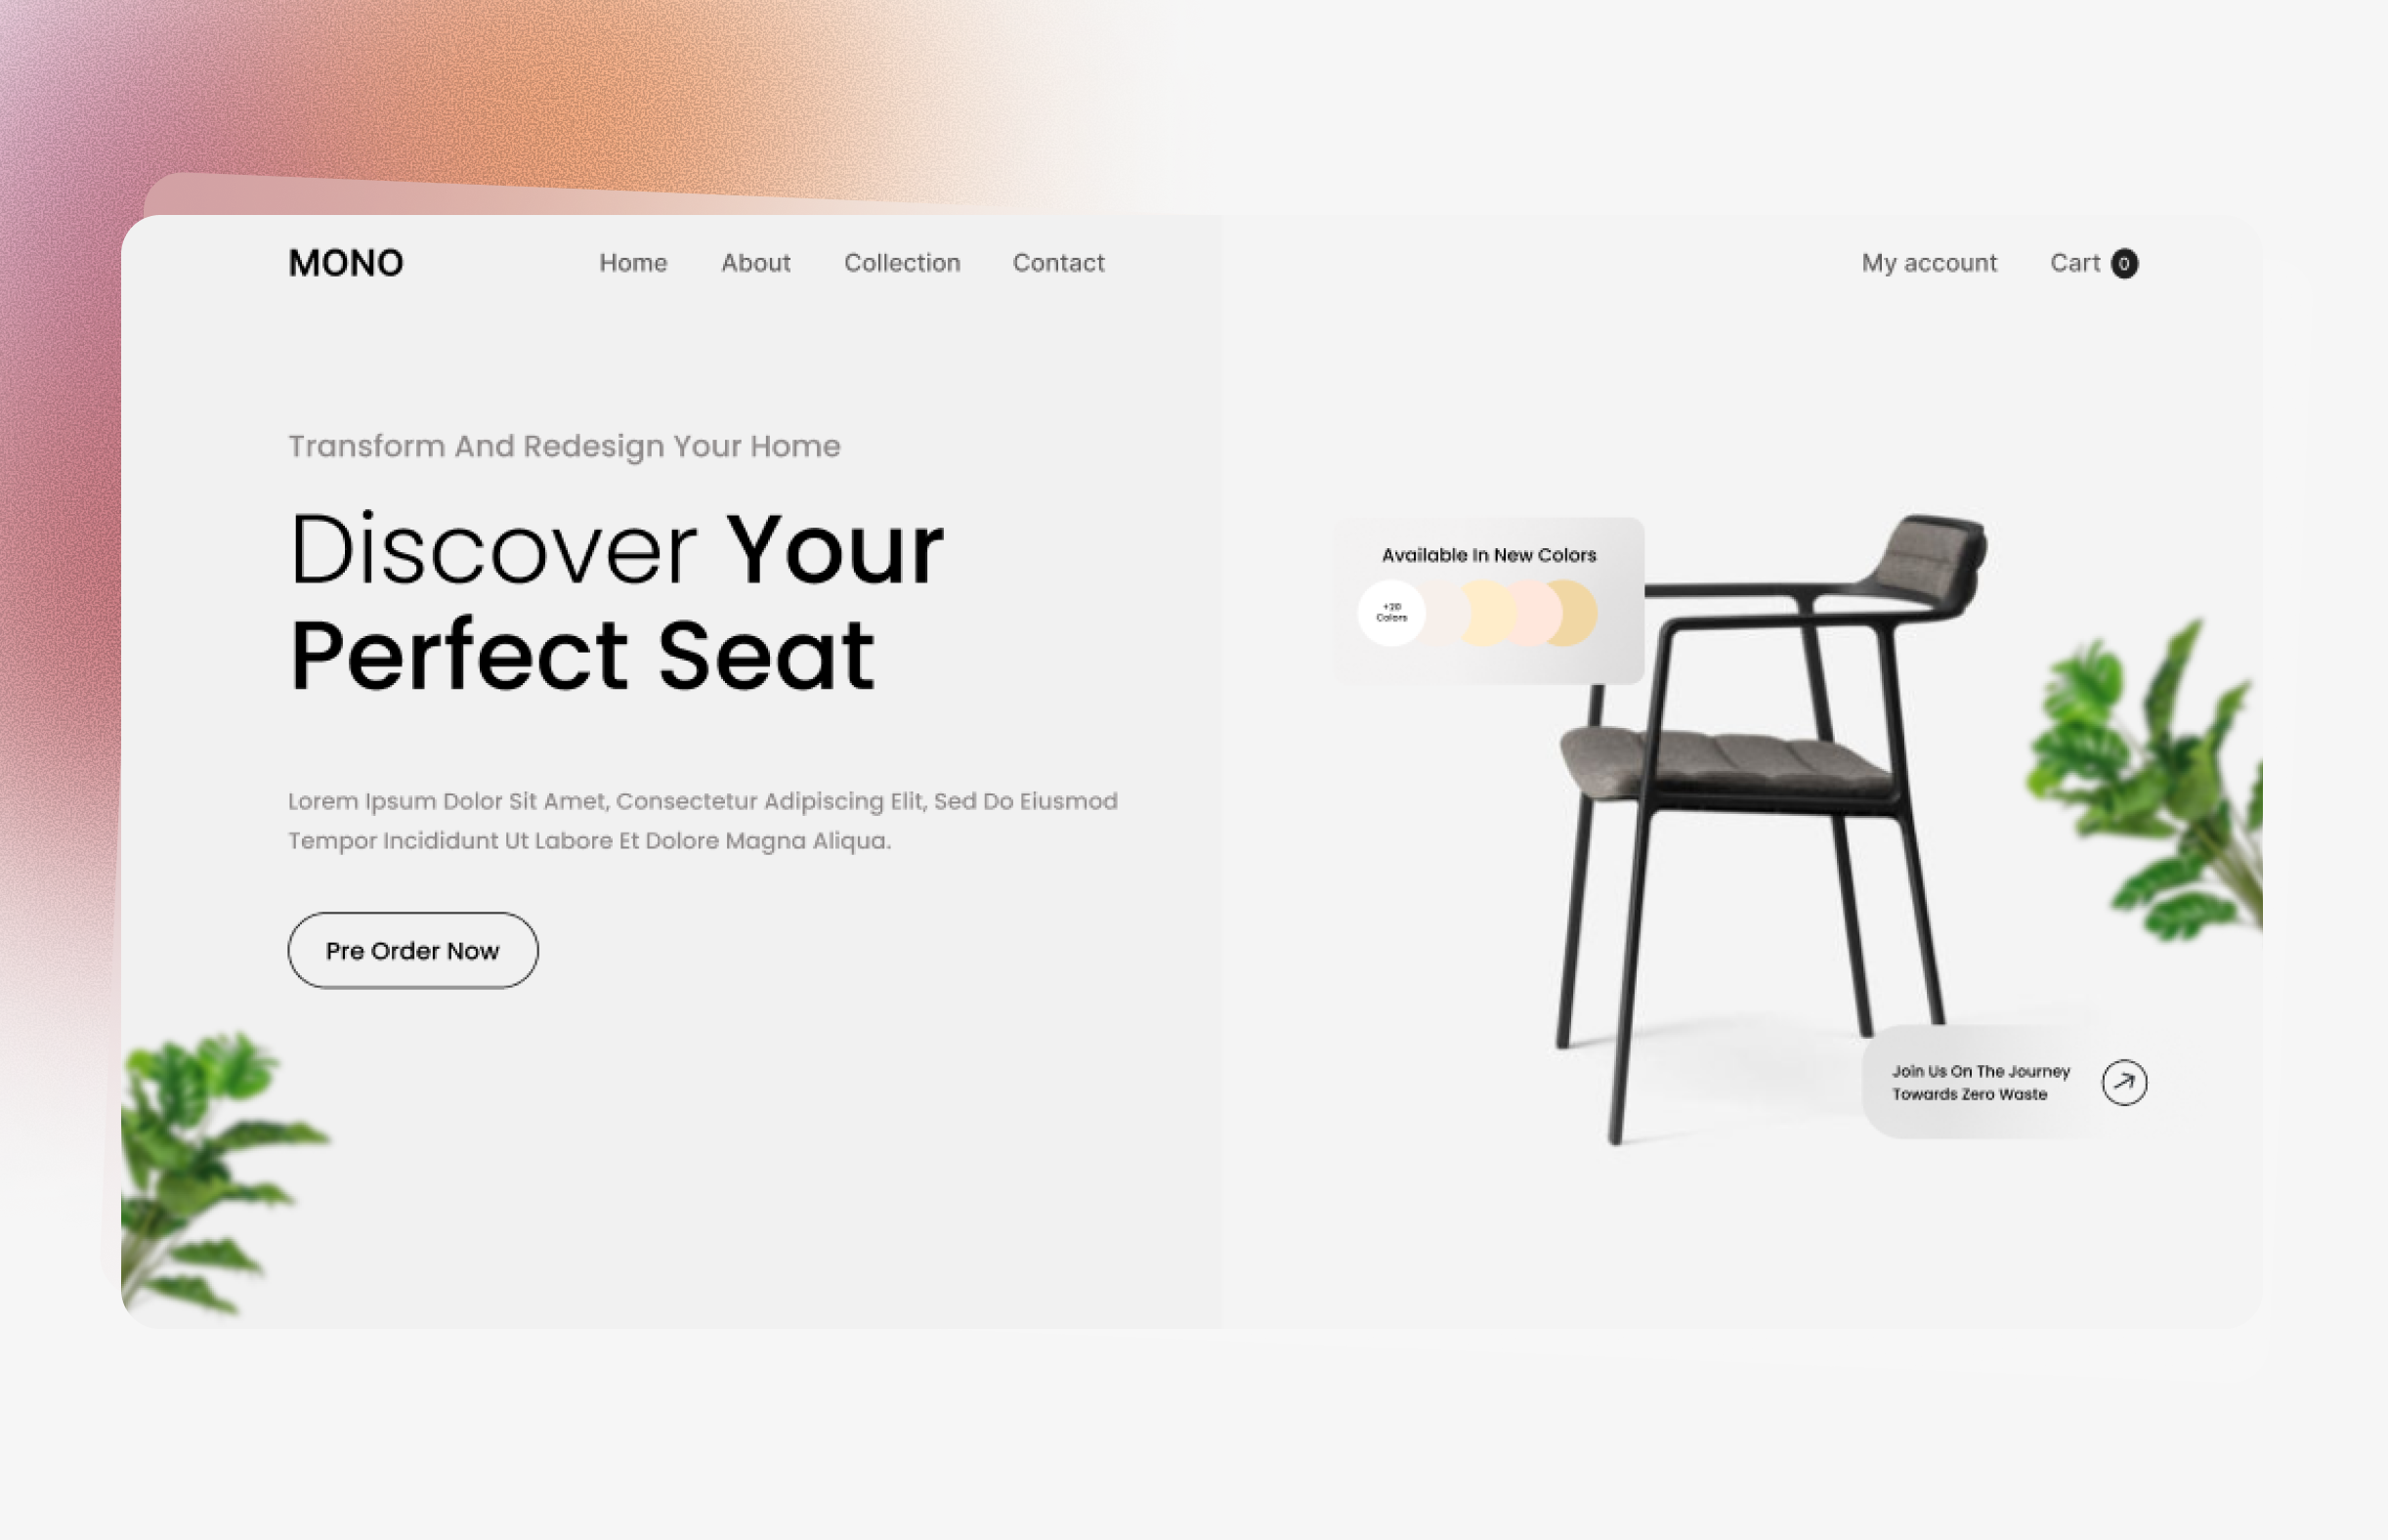 MONO
Home About Collection Contact
My account Cart 0
Transform And Redesign Your Home
Discover Your
Perfect Seat
Lorem Ipsum Dolor Sit Amet, Consectetur Adipiscing Elit, Sed Do Eiusmod
Tempor Incididunt Ut Labore Et Dolore Magna Aliqua.
Pre Order Now
Available In New Colors
+20
Colors
Join Us On The Journey
Towards Zero Waste